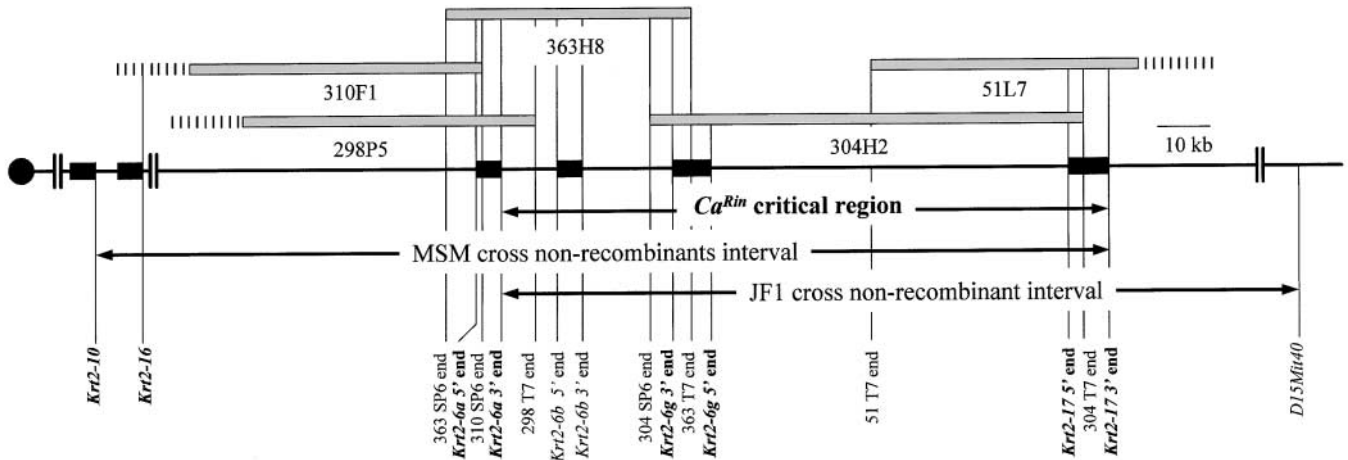 363H8
310F1
51L7
298P5
304H2
10 kb
Ca^Rin critical region
MSM cross non-recombinants interval
JF1 cross non-recombinant interval
Krt2-10
Krt2-16
363 SP6 end
Krt2-6a 5’ end
310 SP6 end
Krt2-6a 3’ end
298 T7 end
Krt2-6b 5’ end
Krt2-6b 3’ end
304 SP6 end
Krt2-6g 3’ end
363 T7 end
Krt2-6g 5’ end
51 T7 end
Krt2-17 5’ end
304 T7 end
Krt2-17 3’ end
D15Mit40